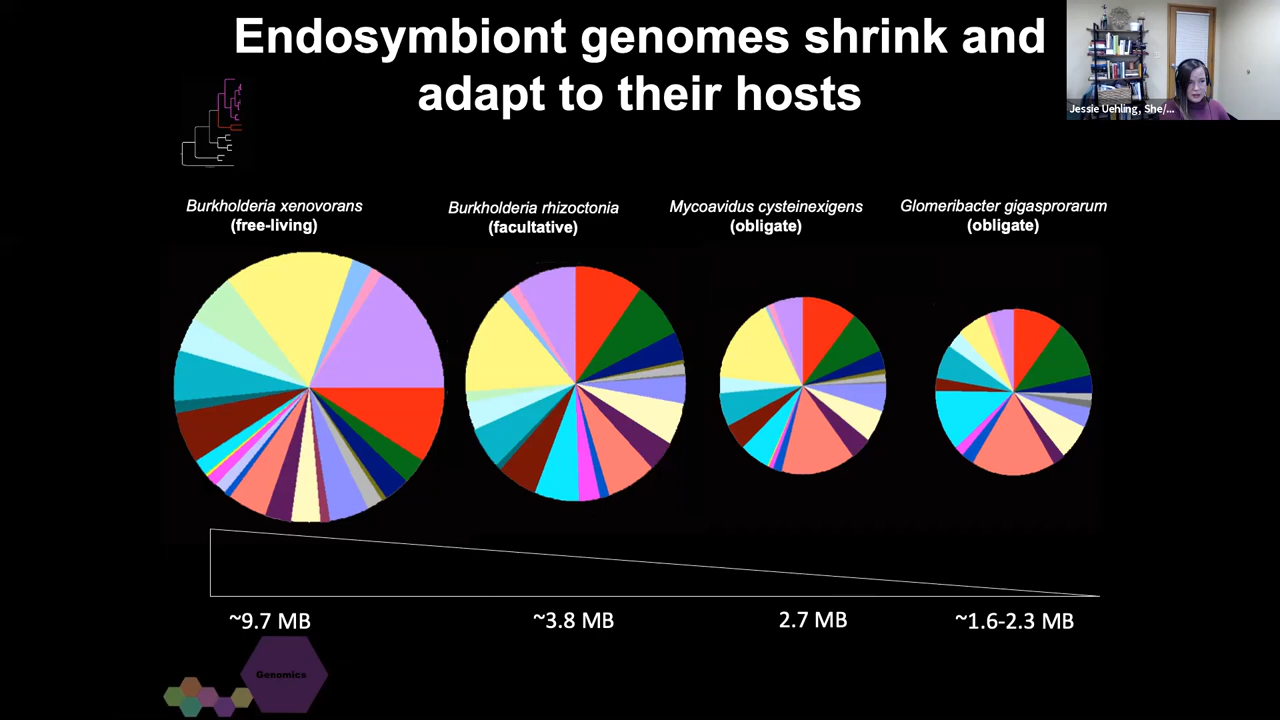 Endosymbiont genomes shrink and
adapt to their hosts
Jessie Uehling, She/...
Burkholderia xenovorans
(free-living)
Burkholderia rhizoctonia
(facultative)
Mycoavidus cysteinexigens
(obligate)
Glomeribacter gigasprorarum
(obligate)
~9.7 MB
~3.8 MB
2.7 MB
~1.6-2.3 MB
Genomics